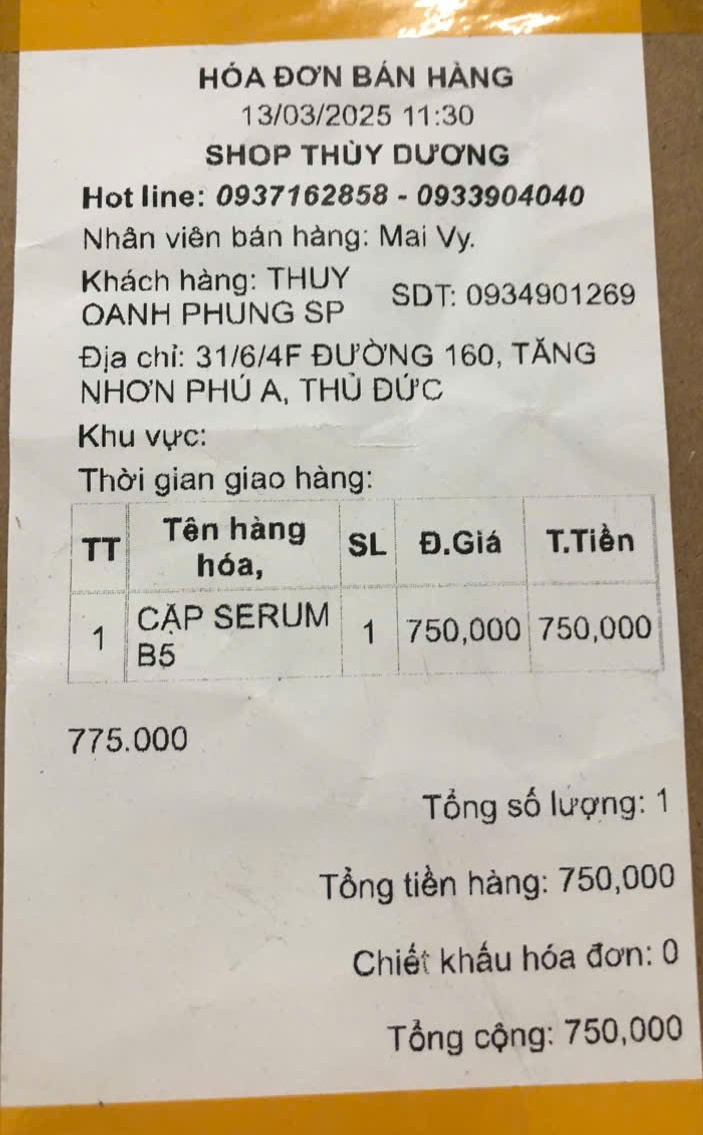 HÓA ĐƠN BÁN HÀNG
13/03/2025 11:30
SHOP THÙY DƯƠNG
Hot line: 0937162858 - 0933904040
Nhân viên bán hàng: Mai Vy.
Khách hàng: THUY
OANH PHUNG SP
SDT: 0934901269
Địa chỉ: 31/6/4F ĐƯỜNG 160, TĂNG
NHƠN PHÚ A, THỦ ĐỨC
Khu vực:
Thời gian giao hàng:
TT Tên hàng hóa, SL Đ.Giá T.Tiền
1 CẶP SERUM B5 1 750,000 750,000
775.000
Tổng số lượng: 1
Tổng tiền hàng: 750,000
Chiết khấu hóa đơn: 0
Tổng cộng: 750,000